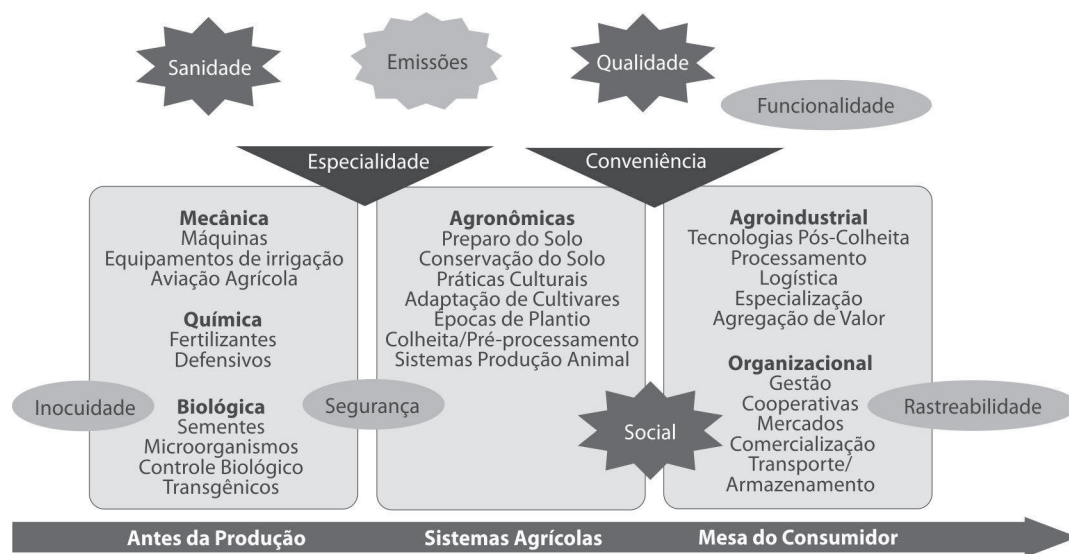 Sanidade
Emissões
Qualidade
Funcionalidade
Especialidade
Conveniência
Mecânica
Máquinas
Equipamentos de irrigação
Aviação Agrícola
Química
Fertilizantes
Defensivos
Biológica
Sementes
Microorganismos
Controle Biológico
Transgênicos
Inocuidade
Segurança
Agronômicas
Preparo do Solo
Conservação do Solo
Práticas Culturais
Adaptação de Cultivares
Épocas de Plantio
Colheita/Pré-processamento
Sistemas Produção Animal
Social
Agroindustrial
Tecnologias Pós-Colheita
Processamento
Logística
Especialização
Agregação de Valor
Organizacional
Gestão
Cooperativas
Mercados
Comercialização
Transporte/
Armazenamento
Rastreabilidade
Antes da Produção
Sistemas Agrícolas
Mesa do Consumidor